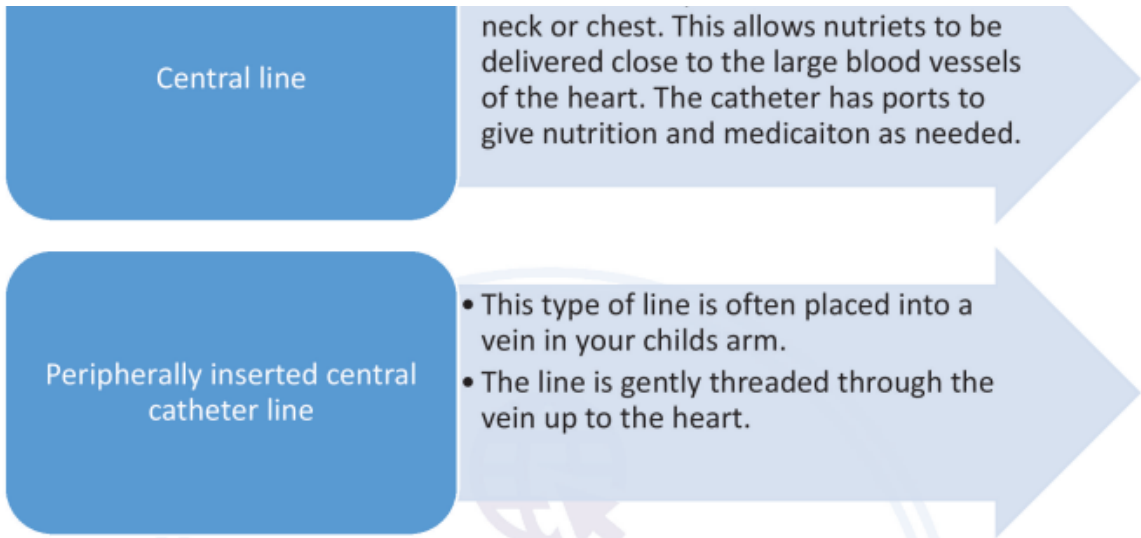 Central line
neck or chest. This allows nutriets to be
delivered close to the large blood vessels
of the heart. The catheter has ports to
give nutrition and medicaiton as needed.
Peripherally inserted central
catheter line
• This type of line is often placed into a
vein in your childs arm.
• The line is gently threaded through the
vein up to the heart.